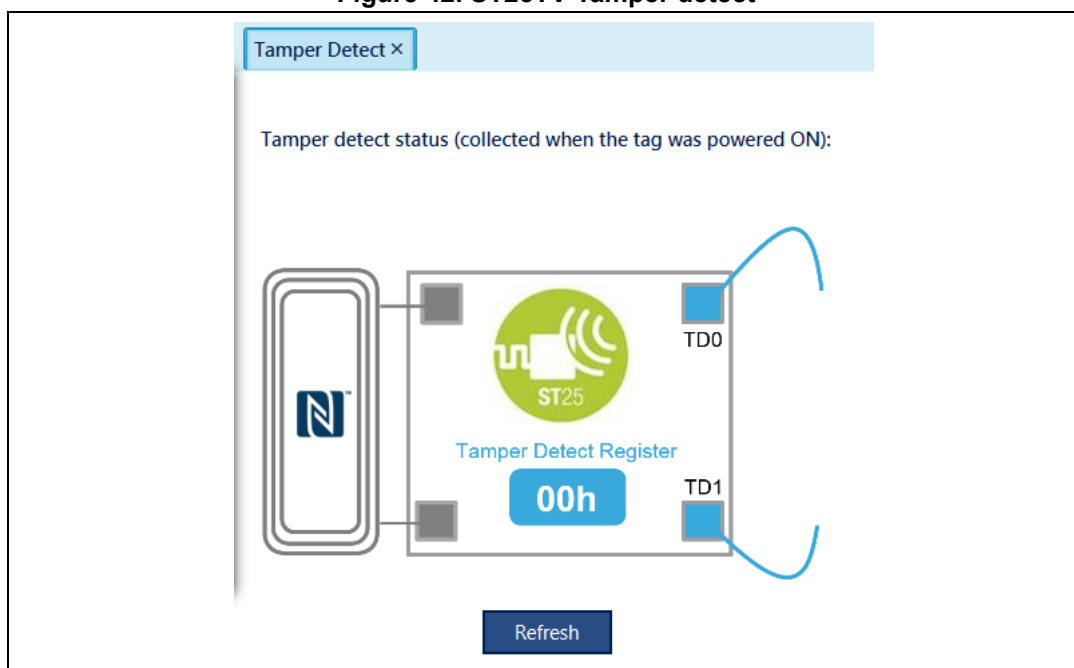 Tamper Detect ×
Tamper detect status (collected when the tag was powered ON):
TD0
ST25
Tamper Detect Register
00h
TD1
Refresh